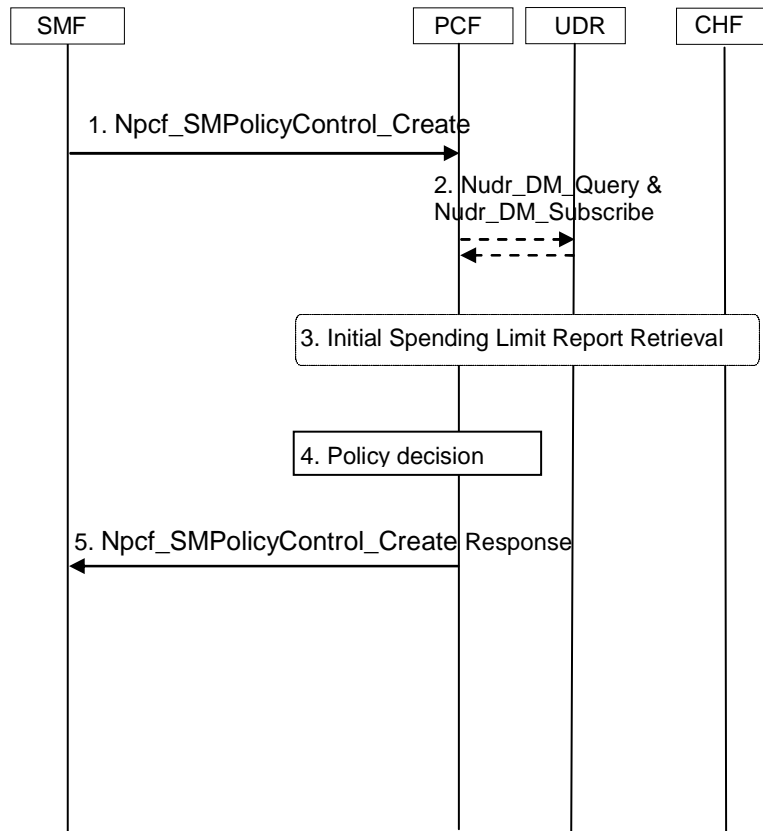 SMF
PCF
UDR
CHF
1. Npcf_SMPolicyControl_Create
2. Nudr_DM_Query &
Nudr_DM_Subscribe
3. Initial Spending Limit Report Retrieval
4. Policy decision
5. Npcf_SMPolicyControl_Create Response